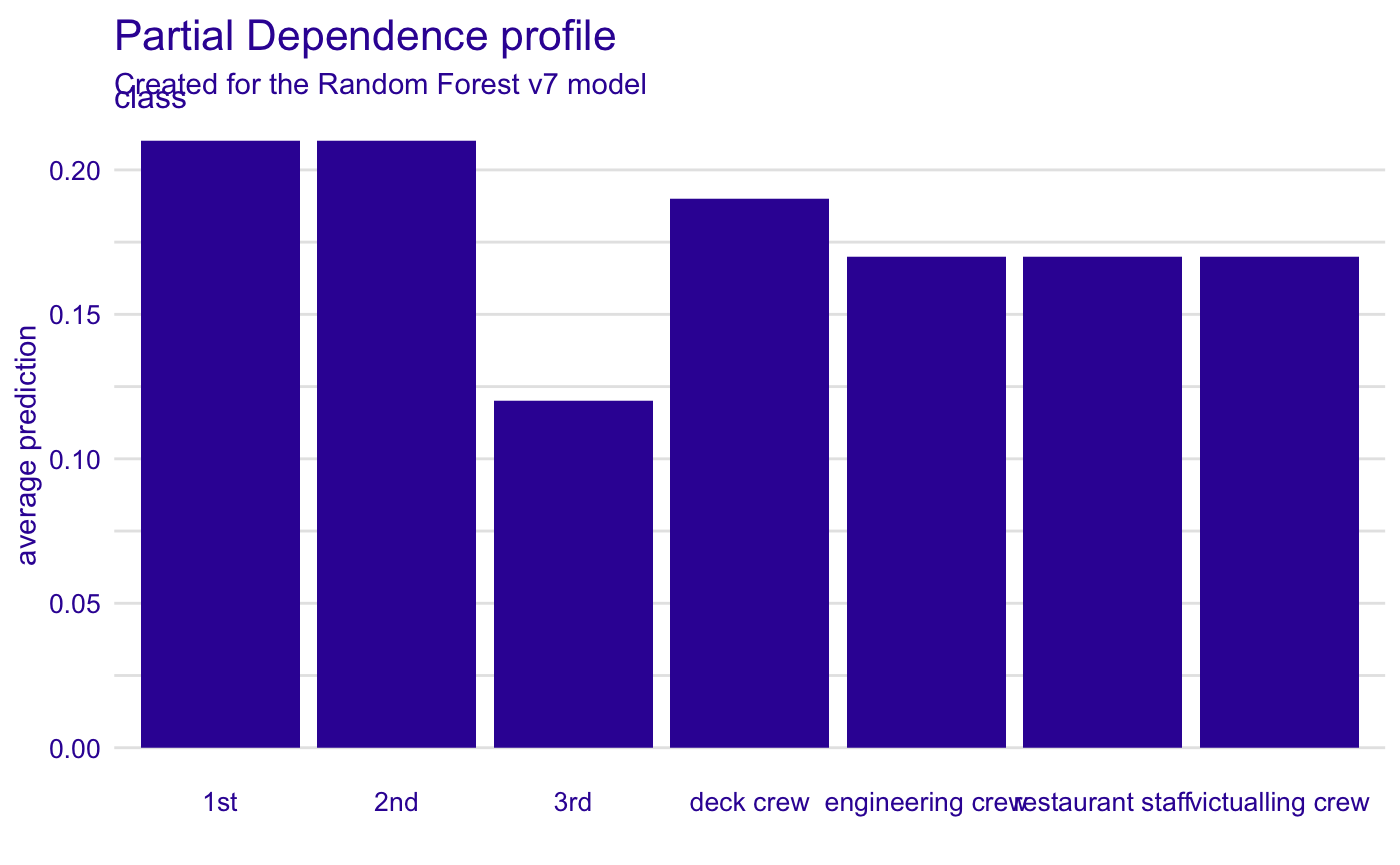 Partial Dependence profile
Created for the Random Forest v7 model
class
average prediction
0.20
0.15
0.10
0.05
0.00
1st 2nd 3rd deck crew engineering crew restaurant staff victualling crew